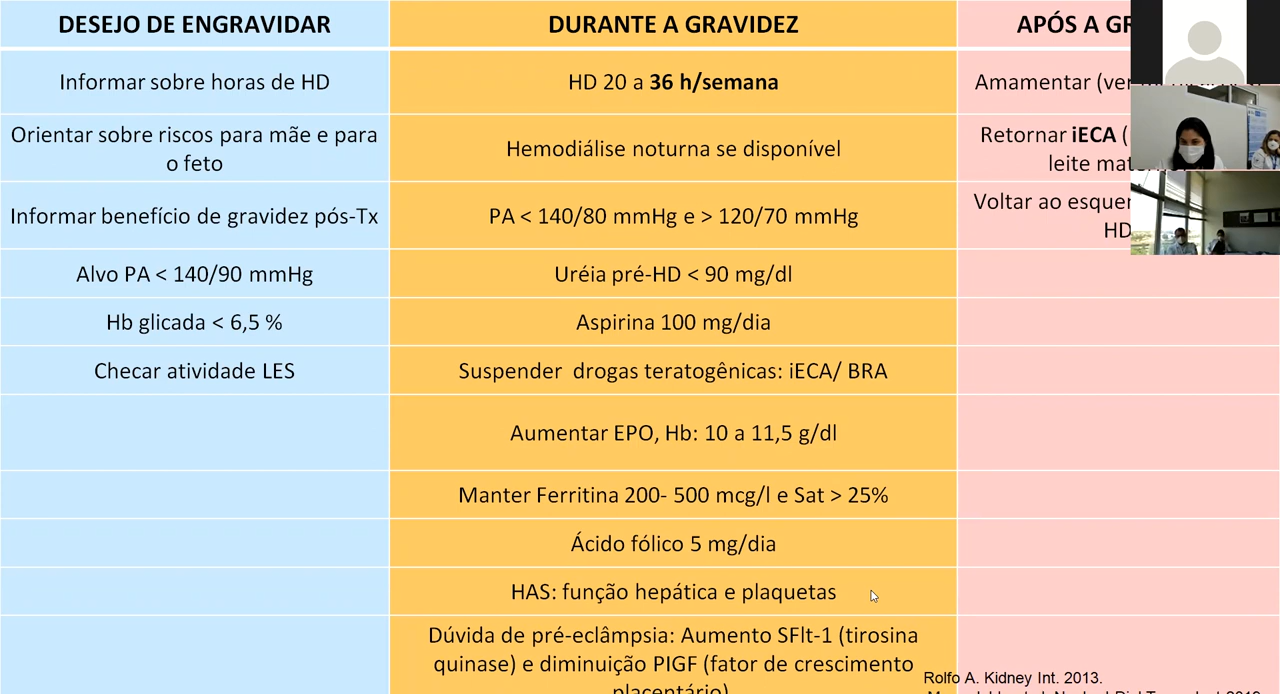 DESEJO DE ENGRAVIDAR
DURANTE A GRAVIDEZ
APÓS A
Informar sobre horas de HD
HD 20 a 36 h/semana
Amamentar
Orientar sobre riscos para mãe e para
o feto
Hemodiálise noturna se disponível
Retornar iECA (
leite
Informar benefício de gravidez pós-Tx
PA < 140/80 mmHg e > 120/70 mmHg
Voltar ao
HD
Alvo PA < 140/90 mmHg
Uréia pré-HD < 90 mg/dl
Hb glicada < 6,5 %
Aspirina 100 mg/dia
Checar atividade LES
Suspender drogas teratogênicas: iECA/ BRA
Aumentar EPO, Hb: 10 a 11,5 g/dl
Manter Ferritina 200- 500 mcg/l e Sat > 25%
Ácido fólico 5 mg/dia
HAS: função hepática e plaquetas
Dúvida de pré-eclâmpsia: Aumento SFlt-1 (tirosina
quinase) e diminuição PIGF (fator de crescimento
placentário)
Rolfo A. Kidney Int. 2013.